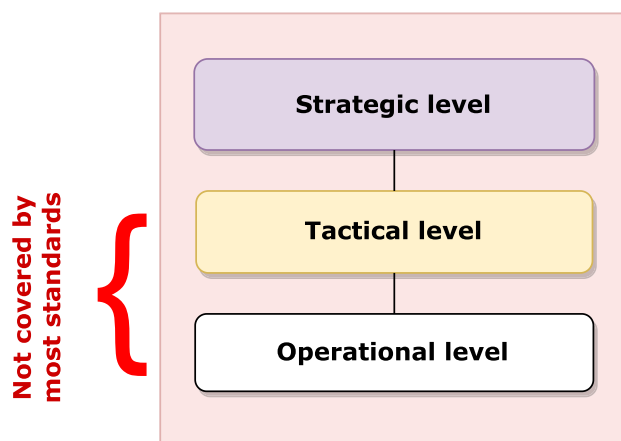 Strategic level
Tactical level
Not covered by
most standards
Operational level